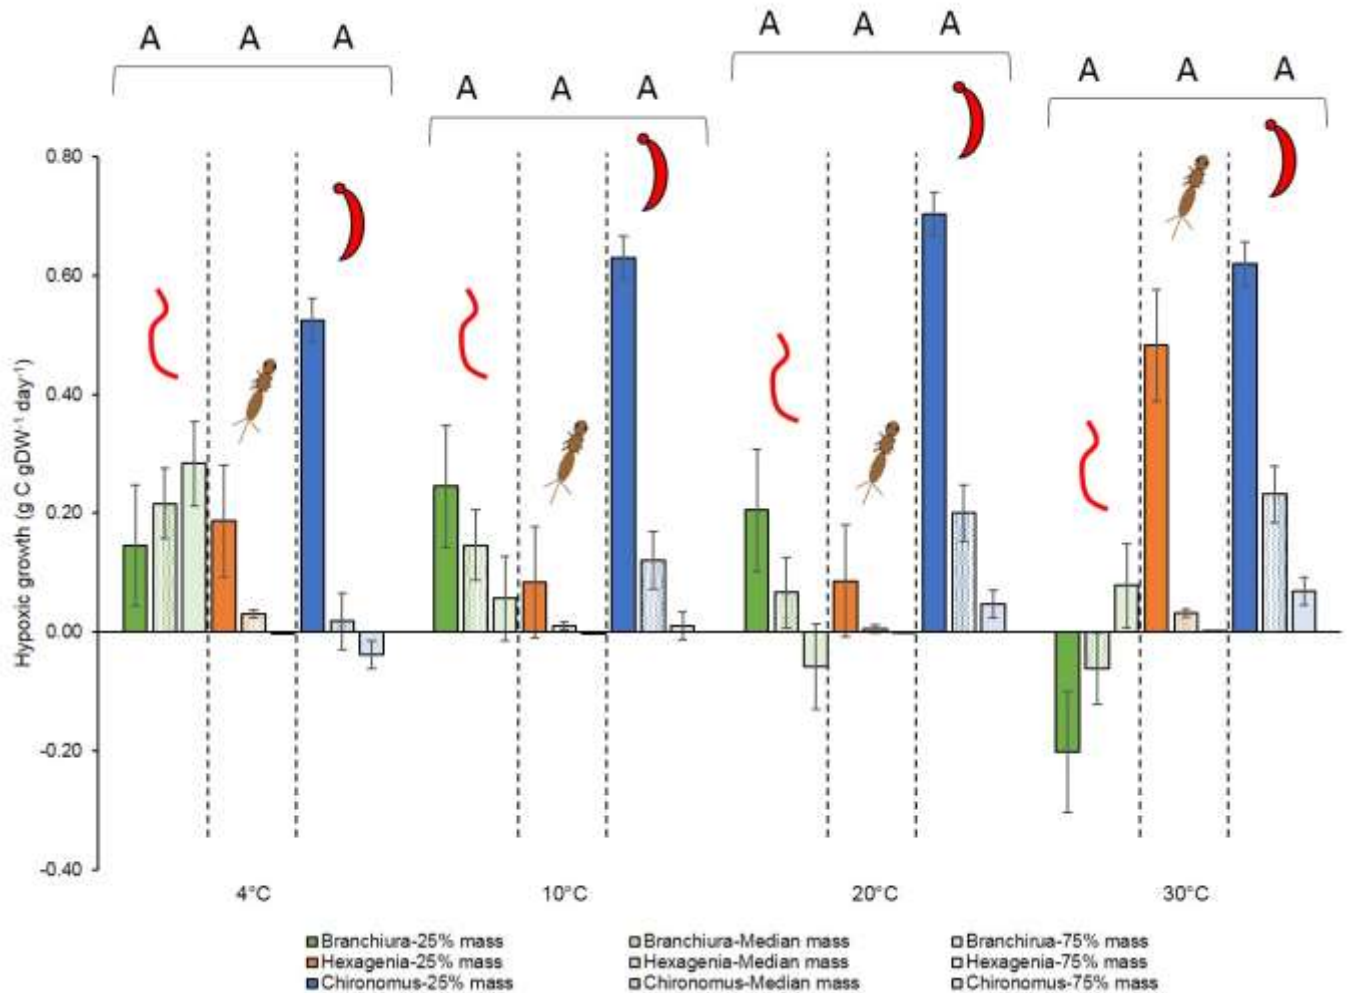 A A A
A A A
A A A
A A A
0.80
0.60
0.40
0.20
0.00
-0.20
-0.40
Hypoxic growth (g C gDW⁻¹ day⁻¹)
4°C 10°C 20°C 30°C
Branchiura-25% mass Branchiura-Median mass Branchirua-75% mass
Hexagenia-25% mass Hexagenia-Median mass Hexagenia-75% mass
Chironomus-25% mass Chironomus-Median mass Chironomus-75% mass